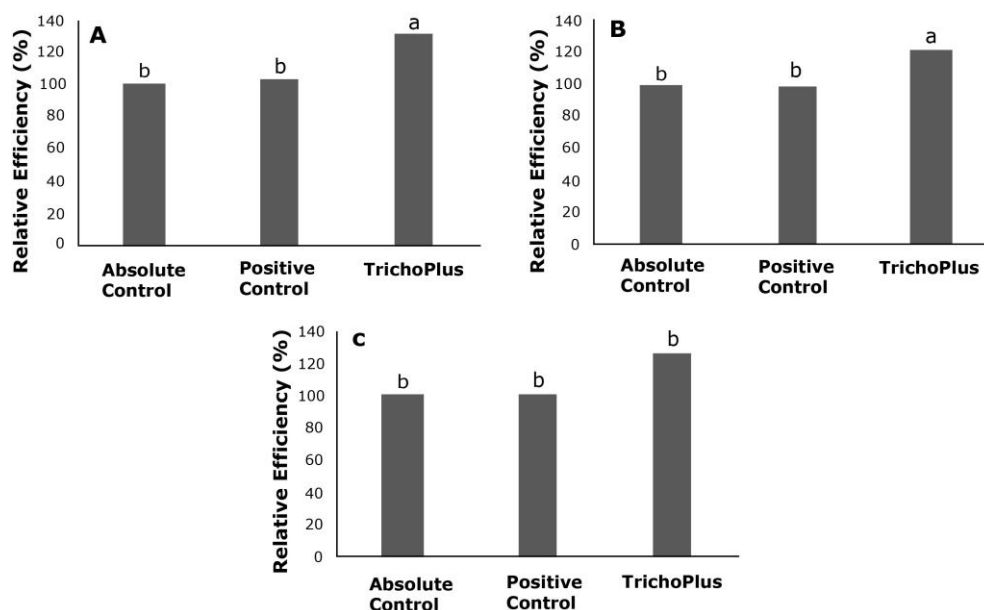 A
Relative Efficiency (%)
140
120
100
80
60
40
20
0
b
b
a
Absolute
Control
Positive
Control
TrichoPlus
B
Relative Efficiency (%)
140
120
100
80
60
40
20
0
b
b
a
Absolute
Control
Positive
Control
TrichoPlus
c
Relative Efficiency (%)
140
120
100
80
60
40
20
0
b
b
b
Absolute
Control
Positive
Control
TrichoPlus